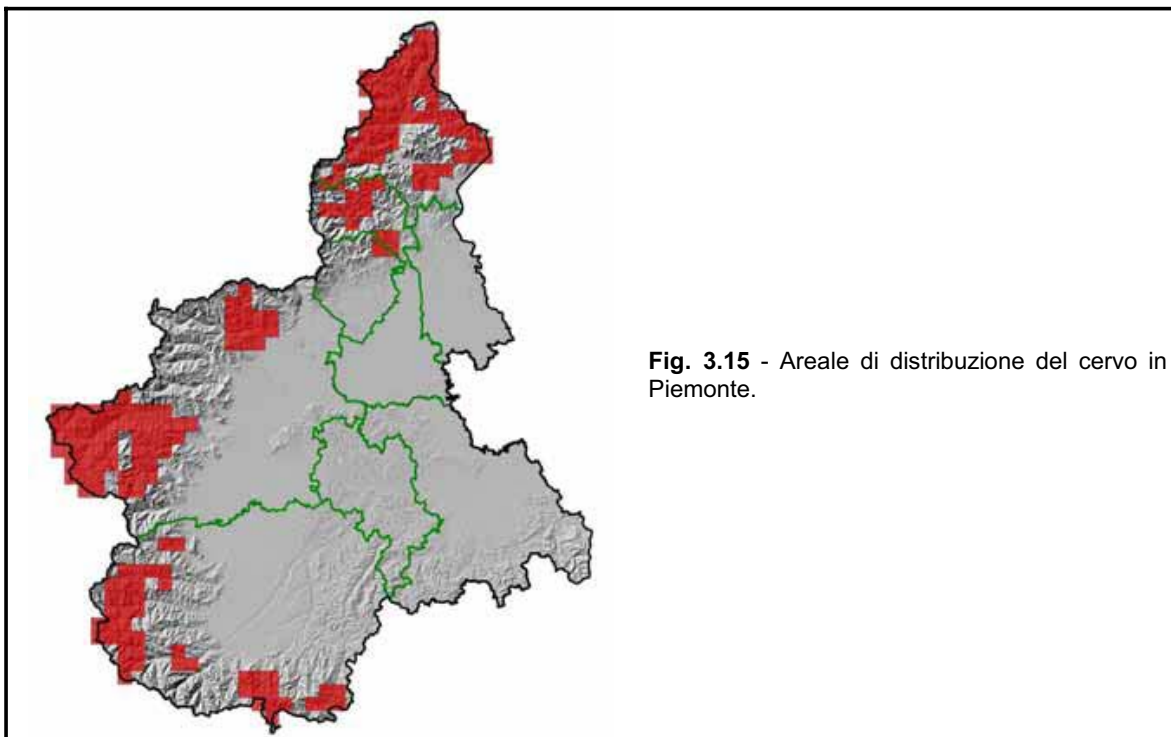 Fig. 3.15 - Areale di distribuzione del cervo in
Piemonte.